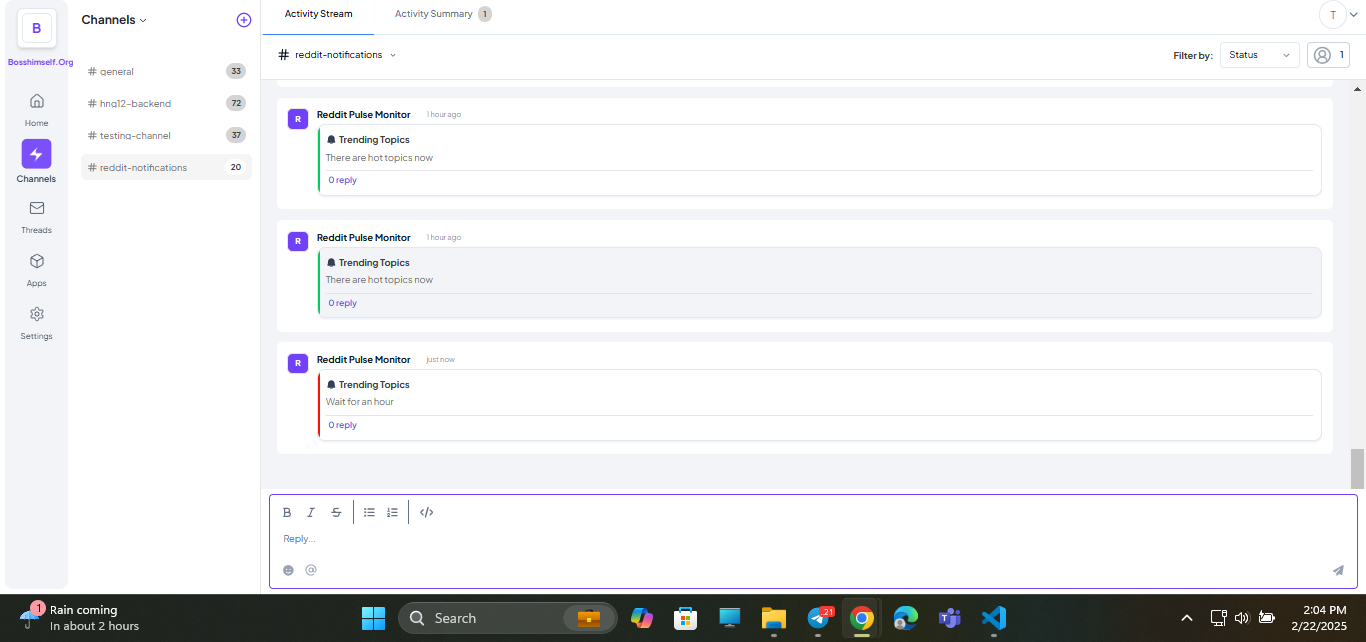 B
Bosshimself.Org
Home
Channels
Threads
Apps
Settings
Channels
# general 33
# hng12-backend 72
# testing-channel 37
# reddit-notifications 20
Activity Stream Activity Summary 1 T
# reddit-notifications Filter by: Status 1
R Reddit Pulse Monitor 1 hour ago
Trending Topics
There are hot topics now
0 reply
R Reddit Pulse Monitor 1 hour ago
Trending Topics
There are hot topics now
0 reply
R Reddit Pulse Monitor just now
Trending Topics
Wait for an hour
0 reply
B I S </>
Reply...
@
1 Rain coming
In about 2 hours
Search
21
T
2:04 PM
2/22/2025